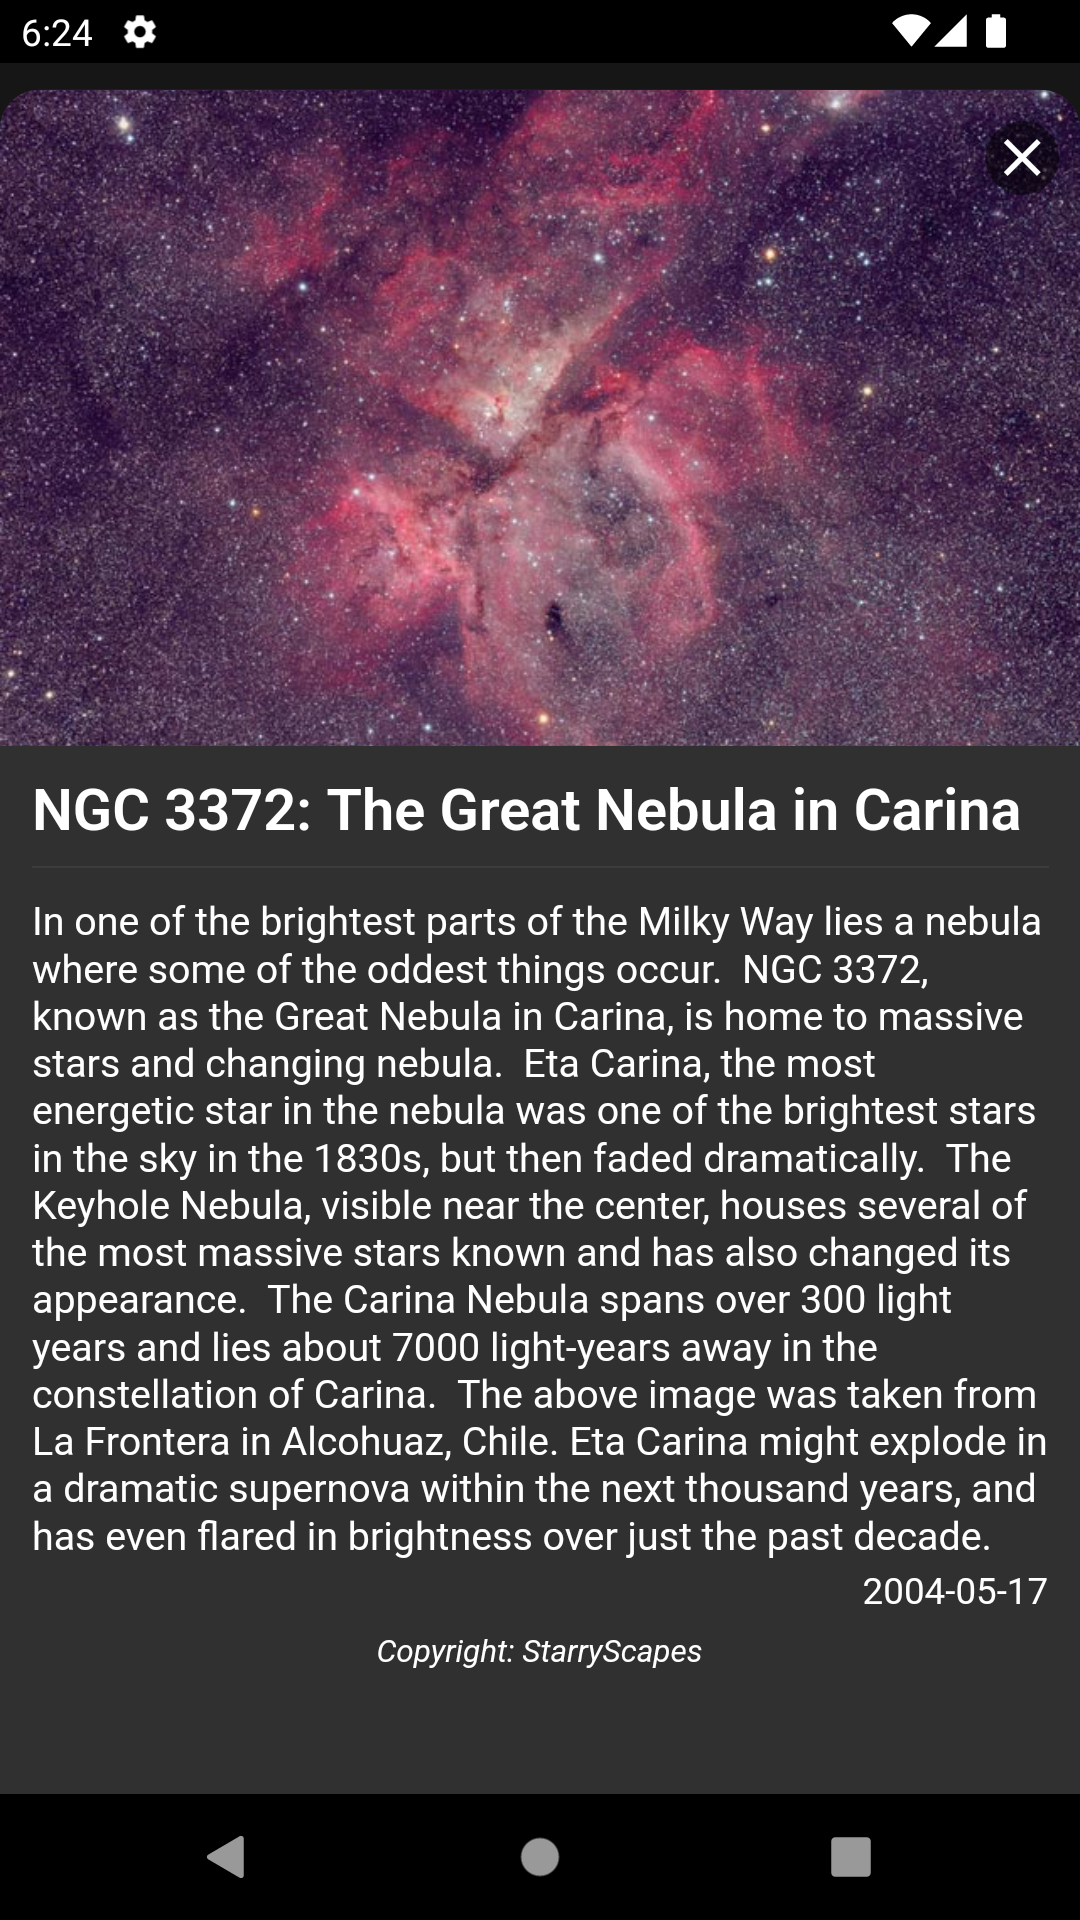 6:24
NGC 3372: The Great Nebula in Carina
In one of the brightest parts of the Milky Way lies a nebula
where some of the oddest things occur.  NGC 3372,
known as the Great Nebula in Carina, is home to massive
stars and changing nebula.  Eta Carina, the most
energetic star in the nebula was one of the brightest stars
in the sky in the 1830s, but then faded dramatically.  The
Keyhole Nebula, visible near the center, houses several of
the most massive stars known and has also changed its
appearance.  The Carina Nebula spans over 300 light
years and lies about 7000 light-years away in the
constellation of Carina.  The above image was taken from
La Frontera in Alcohuaz, Chile. Eta Carina might explode in
a dramatic supernova within the next thousand years, and
has even flared in brightness over just the past decade.
2004-05-17
Copyright: StarryScapes